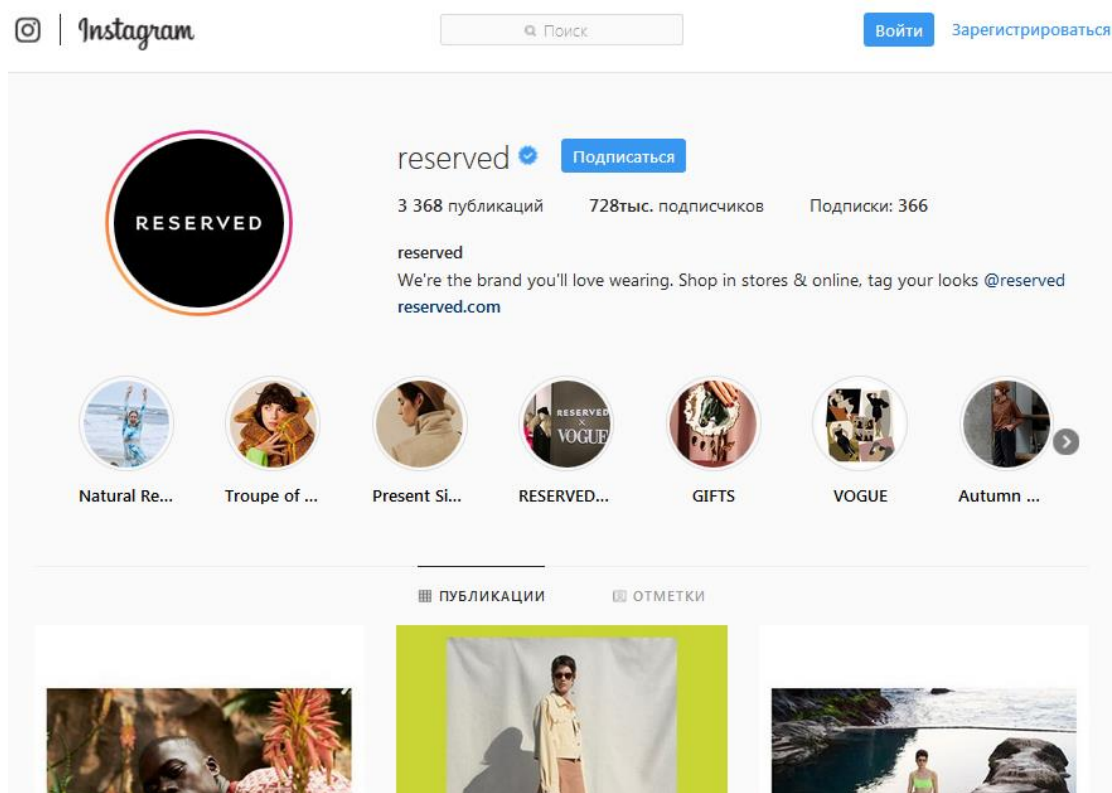 Instagram
Поиск
Войти Зарегистрироваться
RESERVED
reserved Подписаться
3 368 публикаций 728тыс. подписчиков Подписки: 366
reserved
We're the brand you'll love wearing. Shop in stores & online, tag your looks @reserved
reserved.com
RESERVED
×
VOGUE
Natural Re... Troupe of ... Present Si... RESERVED... GIFTS VOGUE Autumn ...
ПУБЛИКАЦИИ ОТМЕТКИ